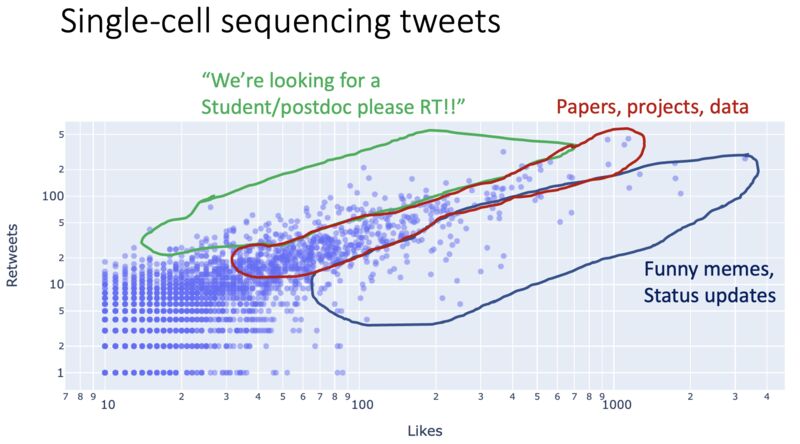 Single-cell sequencing tweets
“We’re looking for a
Student/postdoc please RT!!”
Papers, projects, data
Funny memes,
Status updates
Retweets
5
2
100
5
2
10
5
2
1
7 8 9 10 2 3 4 5 6 7 8 9 100 2 3 4 5 6 7 8 9 1000 2 3 4
Likes